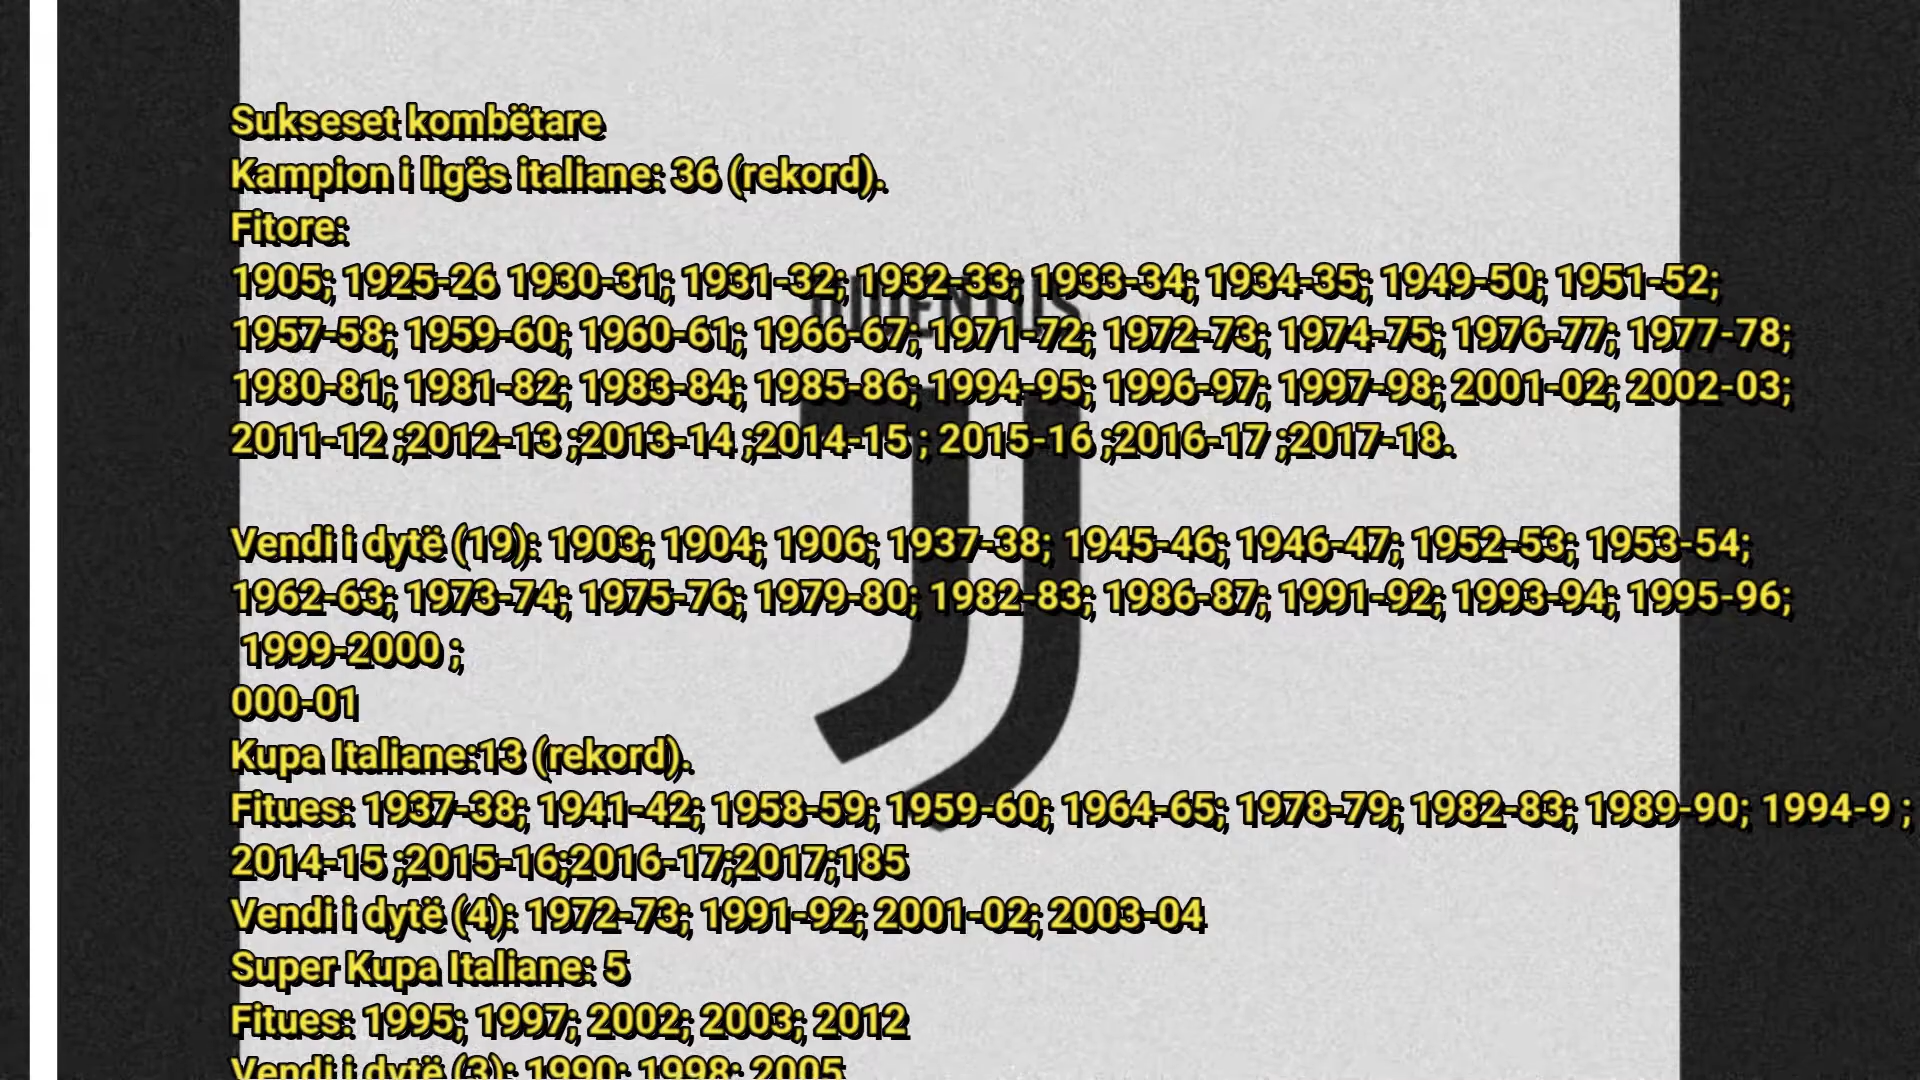 Sukseset kombëtare
Kampion i ligës italiane: 36 (rekord).
Fitore:
JUVENTUS
1905; 1925-26 1930-31; 1931-32; 1932-33; 1933-34; 1934-35; 1949-50; 1951-52;
1957-58; 1959-60; 1960-61; 1966-67; 1971-72; 1972-73; 1974-75; 1976-77; 1977-78;
1980-81; 1981-82; 1983-84; 1985-86; 1994-95; 1996-97; 1997-98; 2001-02; 2002-03;
2011-12 ;2012-13 ;2013-14 ;2014-15 ; 2015-16 ;2016-17 ;2017-18.
Vendi i dytë (19): 1903; 1904; 1906; 1937-38; 1945-46; 1946-47; 1952-53; 1953-54;
1962-63; 1973-74; 1975-76; 1979-80; 1982-83; 1986-87; 1991-92; 1993-94; 1995-96;
1999-2000 ;
000-01
Kupa Italiane:13 (rekord).
Fitues: 1937-38; 1941-42; 1958-59; 1959-60; 1964-65; 1978-79; 1982-83; 1989-90; 1994-9 ;
2014-15 ;2015-16;2016-17;2017;185
Vendi i dytë (4): 1972-73; 1991-92; 2001-02; 2003-04
Super Kupa Italiane: 5
Fitues: 1995; 1997; 2002; 2003; 2012
Vendi i dytë (3): 1990; 1998; 2005